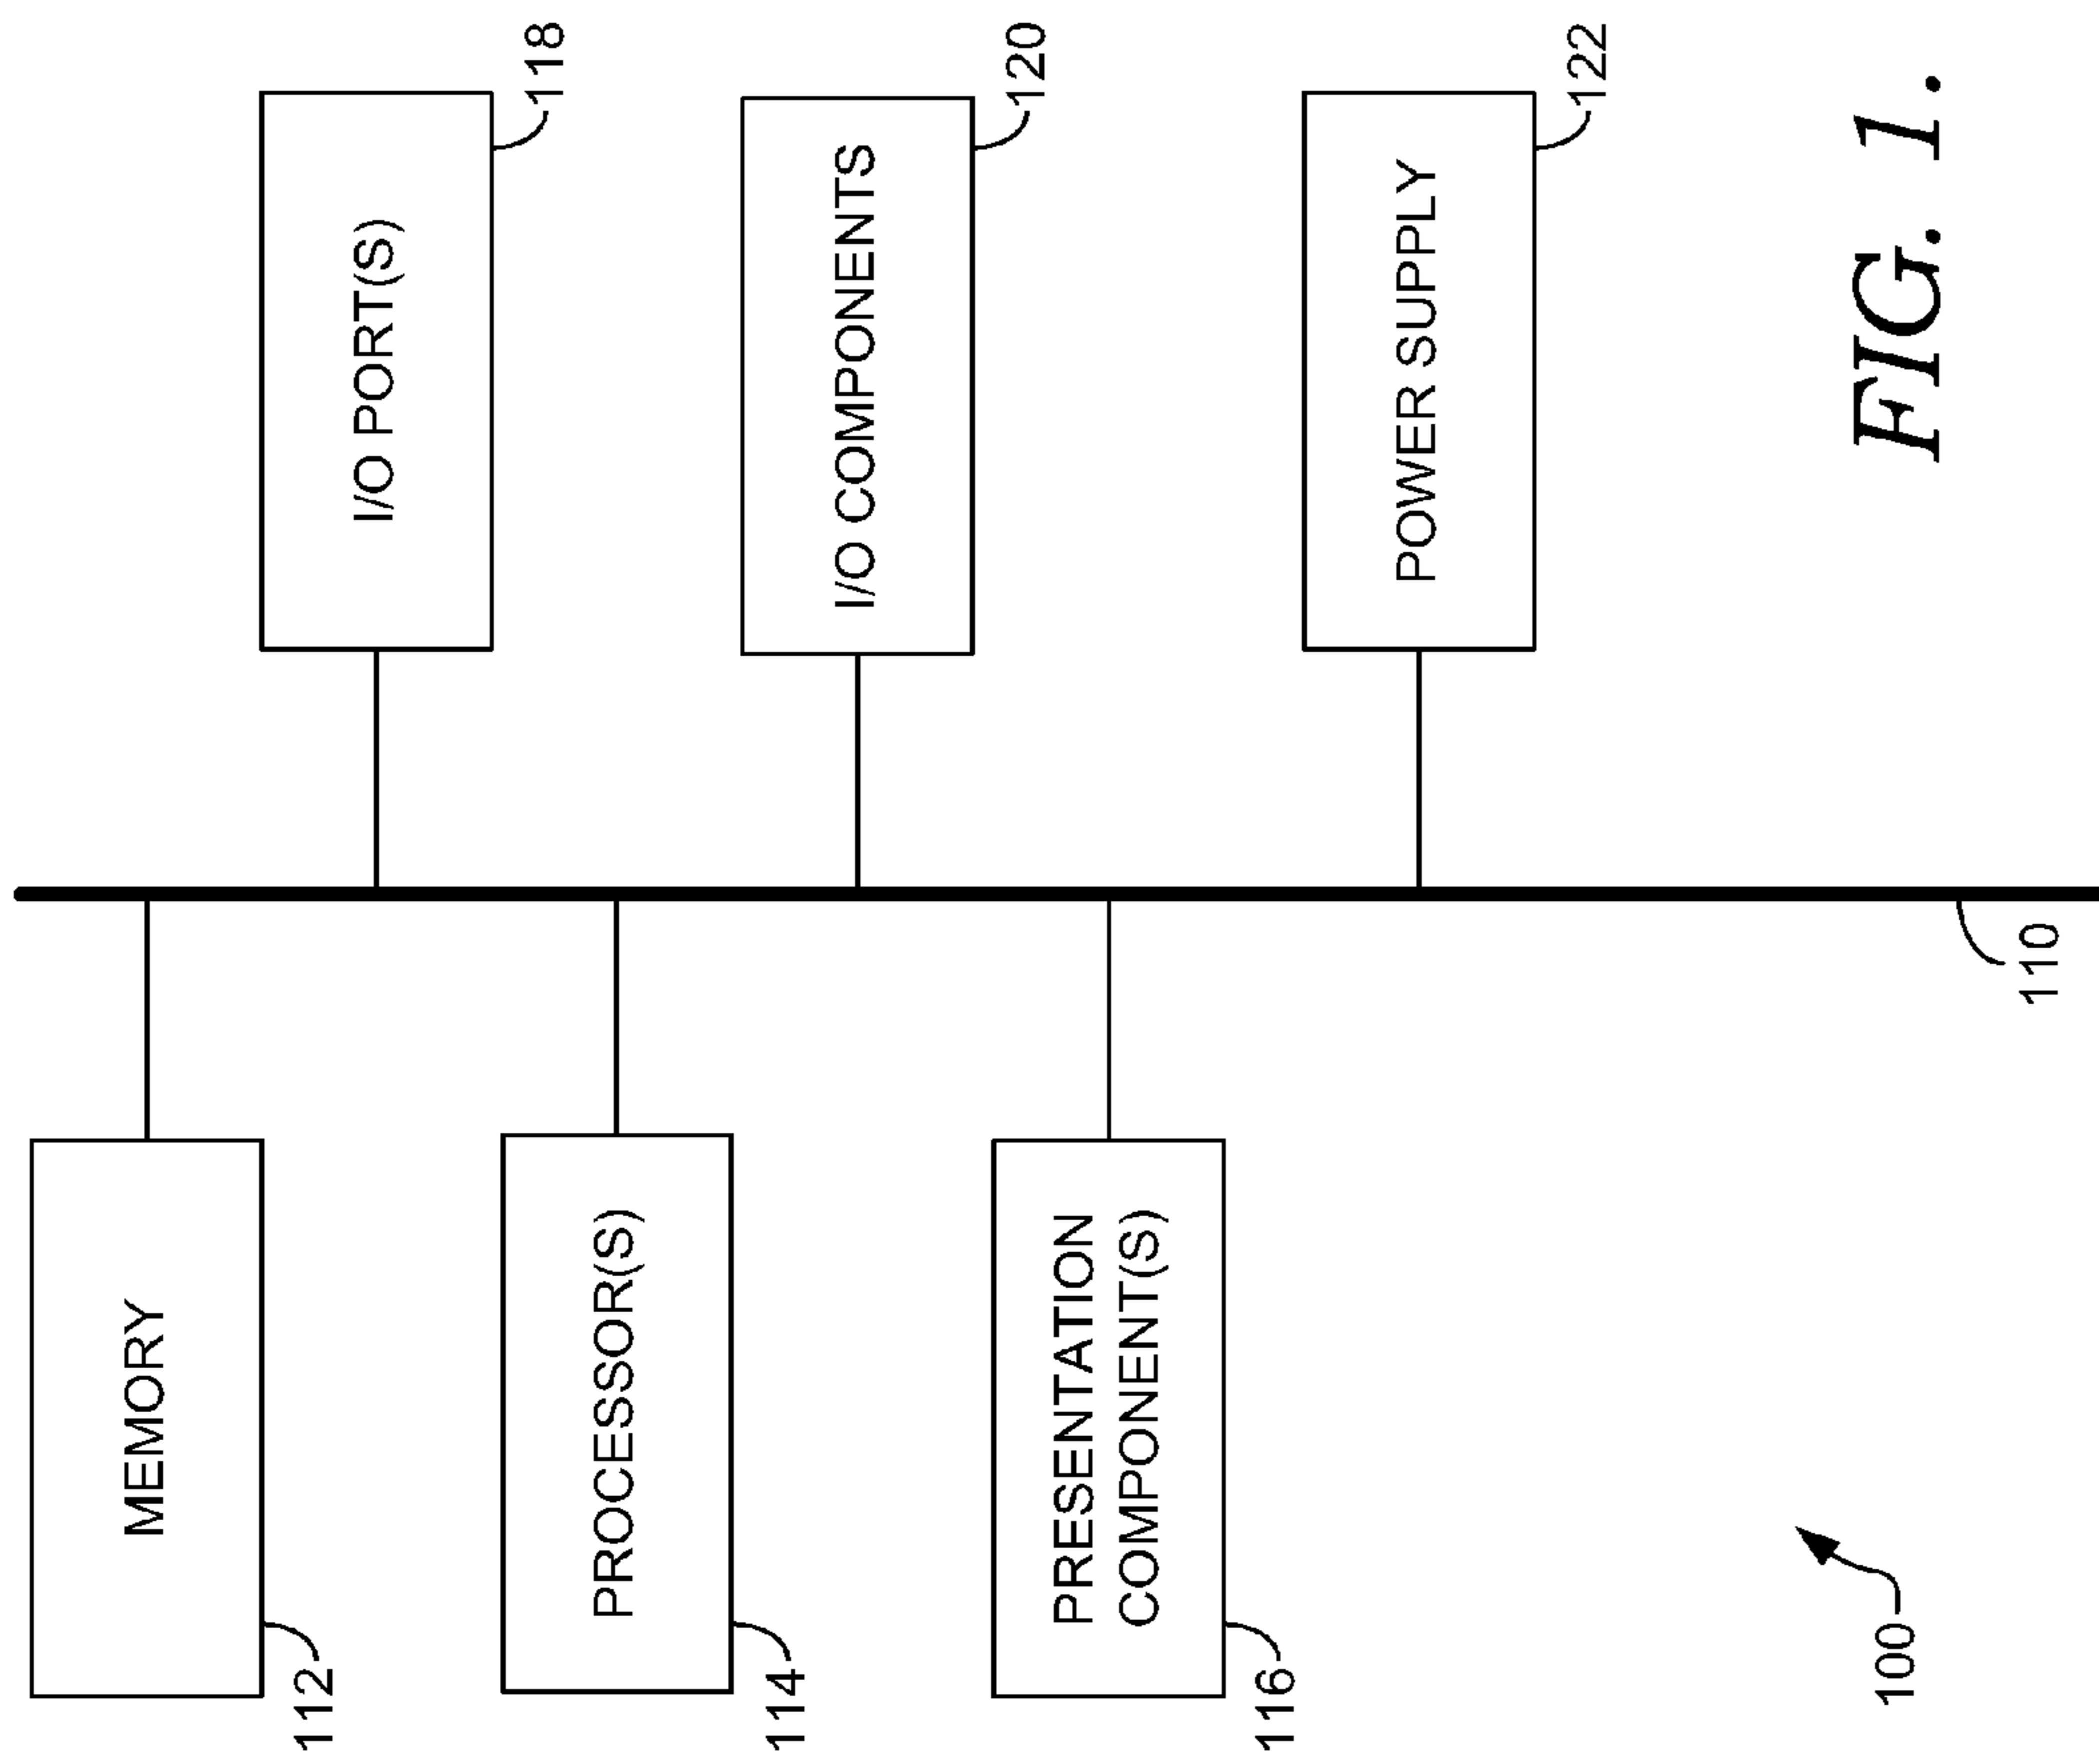 MEMORY
112
PROCESSOR(S)
114
PRESENTATION
COMPONENT(S)
116
100
I/O PORT(S)
118
I/O COMPONENTS
120
POWER SUPPLY
122
110
FIG. 1.